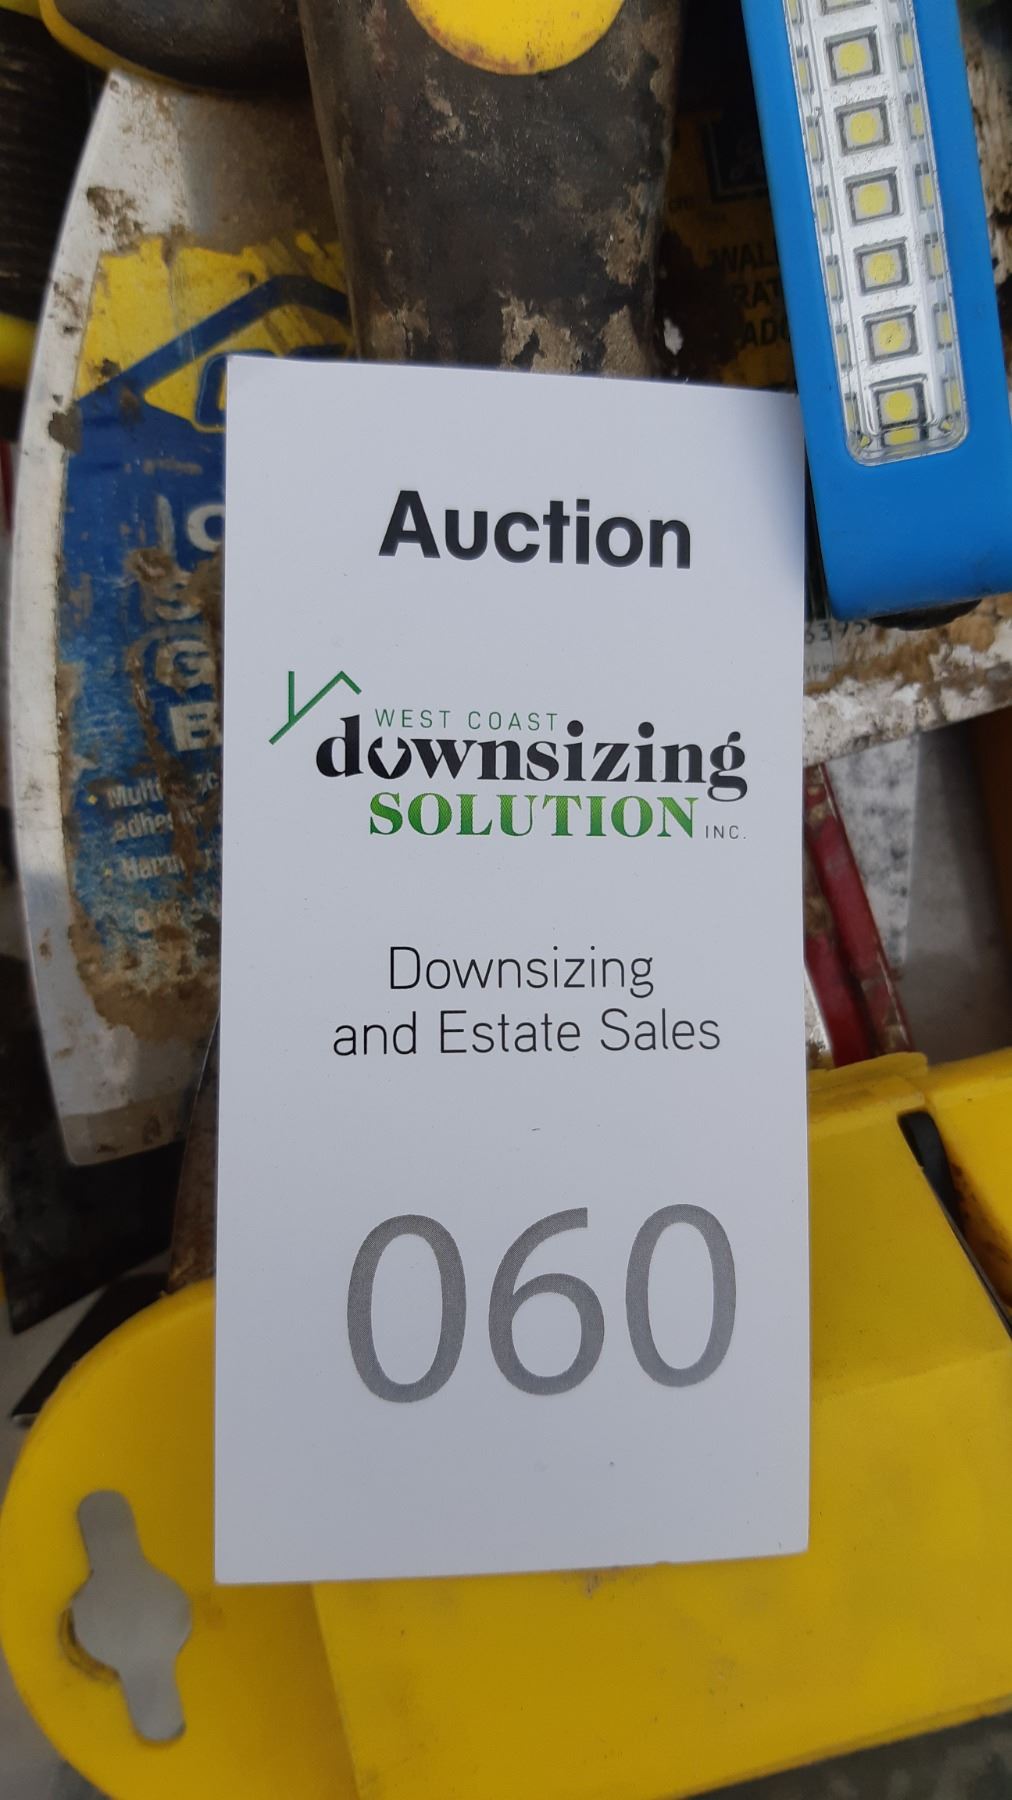 Auction
WEST COAST
downsizing
SOLUTION INC.
Downsizing
and Estate Sales
060